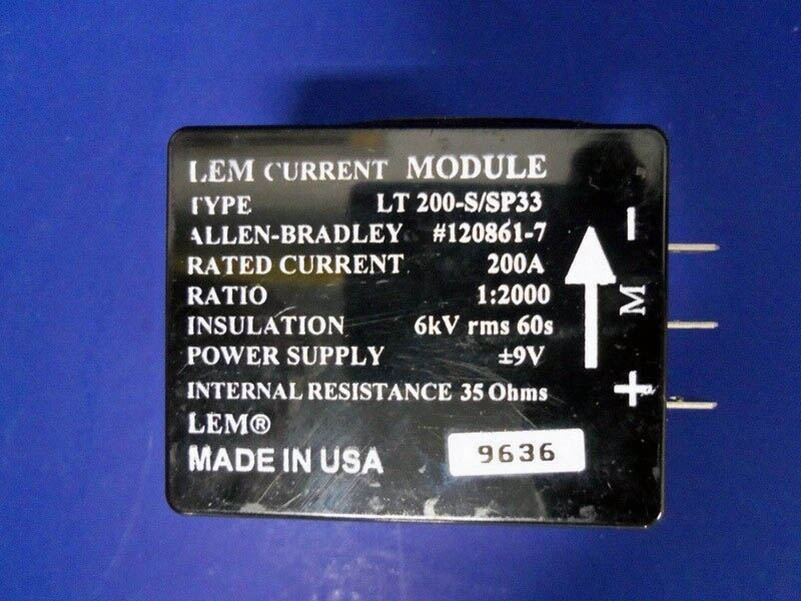 LEM CURRENT MODULE
TYPE LT 200-S/SP33
ALLEN-BRADLEY #120861-7
RATED CURRENT 200A
RATIO 1:2000
INSULATION 6kV rms 60s
POWER SUPPLY ±9V
INTERNAL RESISTANCE 35 Ohms
LEM®
MADE IN USA
9636
−
M
+